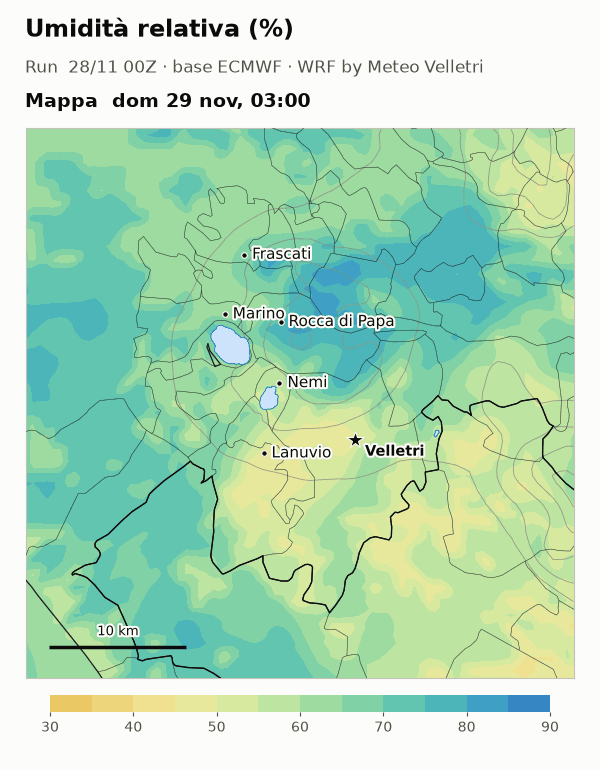 Umidità relativa (%)
Run  28/11 00Z · base ECMWF · WRF by Meteo Velletri
Mappa  dom 29 nov, 03:00
Frascati
Marino
Rocca di Papa
Nemi
Lanuvio
Velletri
10 km
30 40 50 60 70 80 90